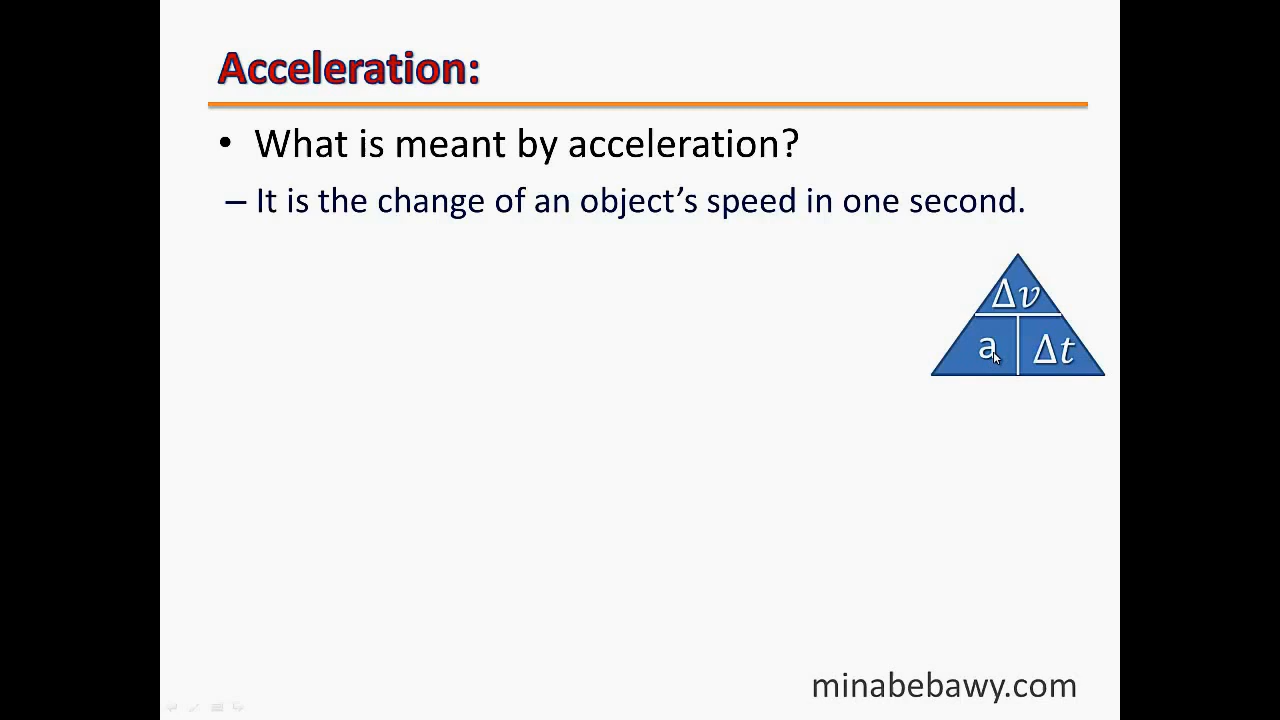 Acceleration:
• What is meant by acceleration?
– It is the change of an object’s speed in one second.
Δv
a Δt
minabebawy.com